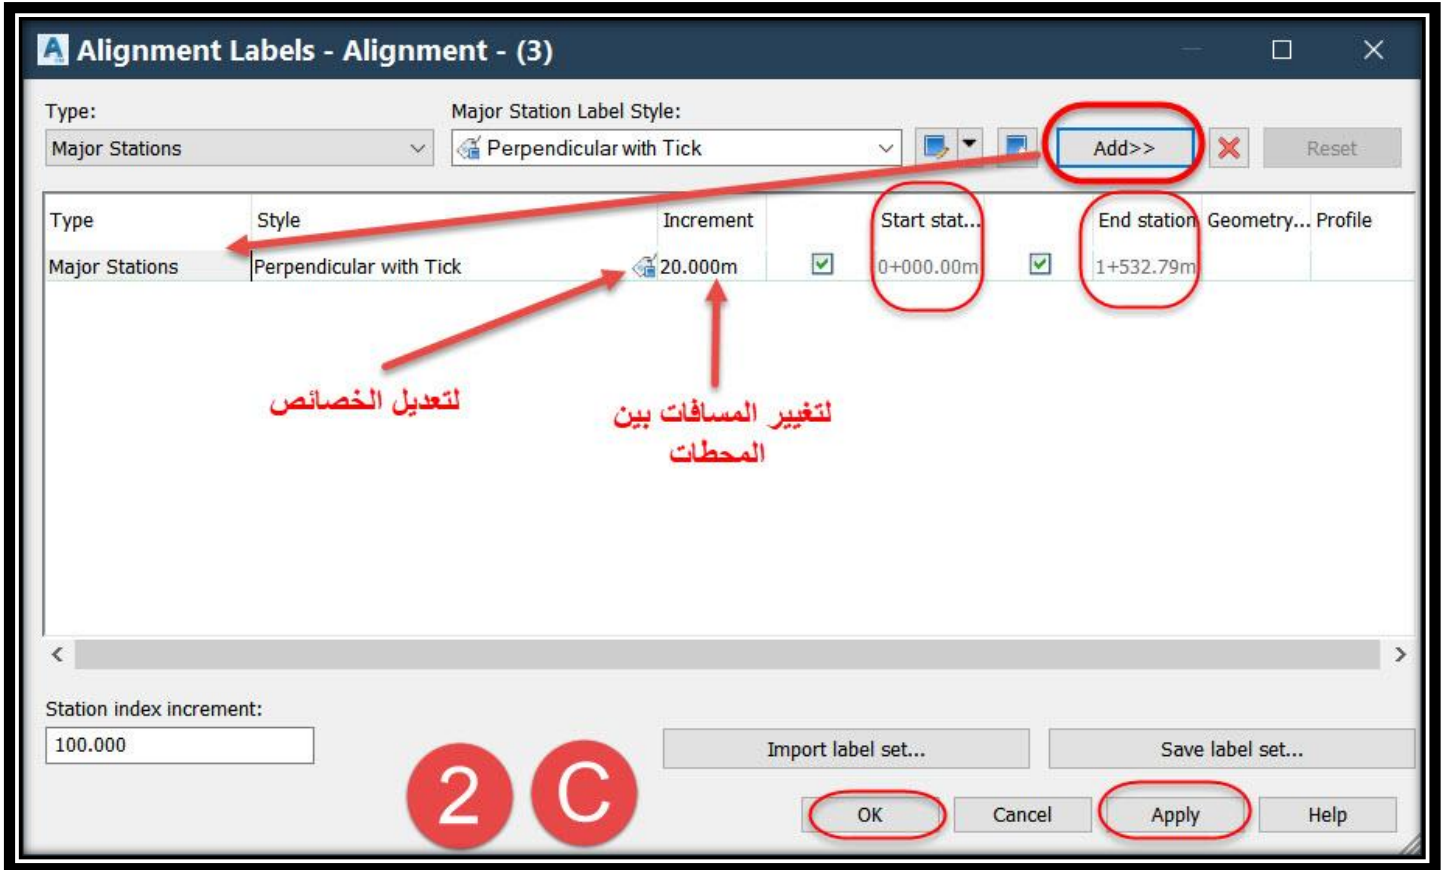 Alignment Labels - Alignment - (3)
Type: Major Station Label Style:
Major Stations Perpendicular with Tick Add>> Reset
Type Style Increment Start stat... End station Geometry... Profile
Major Stations Perpendicular with Tick 20.000m 0+000.00m 1+532.79m
لتعديل الخصائص
لتغيير المسافات بين
المحطات
Station index increment:
100.000
Import label set... Save label set...
2 C
OK Cancel Apply Help